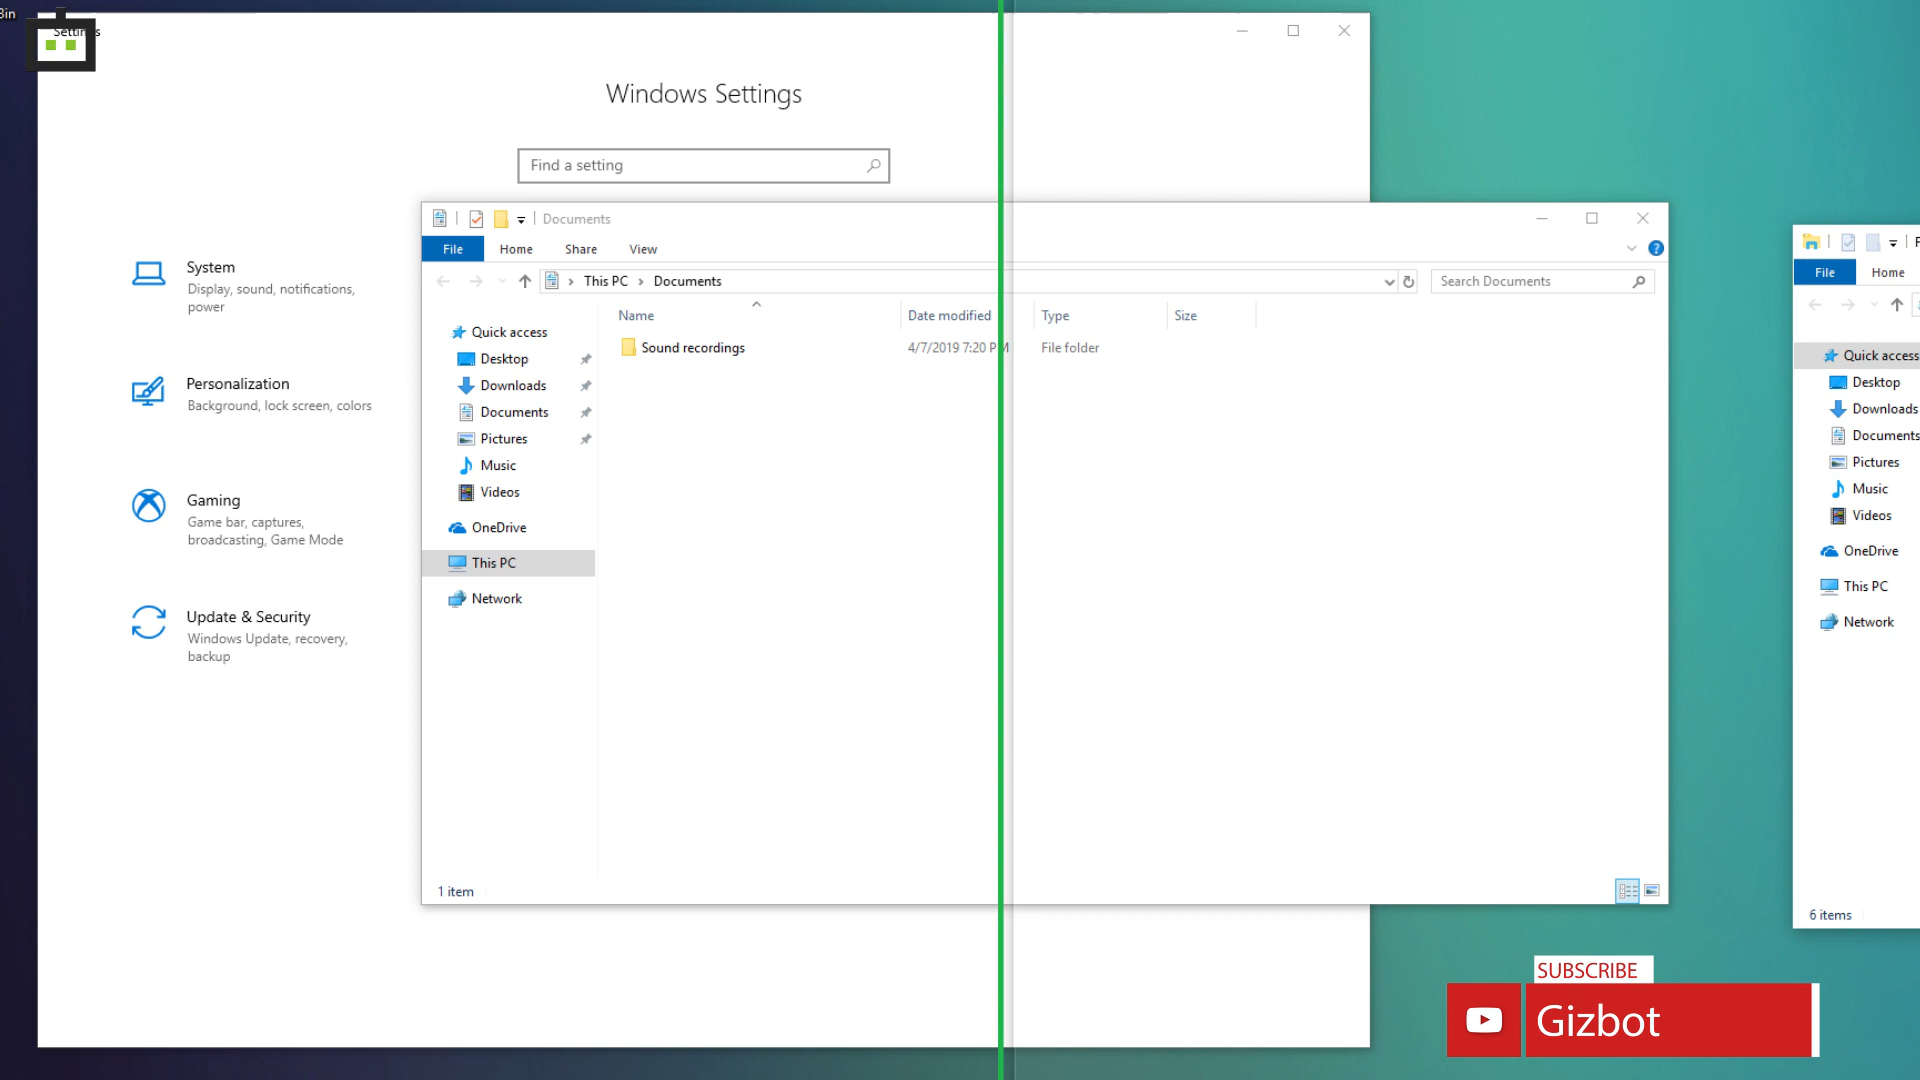 Bin
Settings
Windows Settings
Find a setting
System
Display, sound, notifications,
power
Personalization
Background, lock screen, colors
Gaming
Game bar, captures,
broadcasting, Game Mode
Update & Security
Windows Update, recovery,
backup
Documents
File Home Share View
This PC Documents
Search Documents
Name Date modified Type Size
Sound recordings 4/7/2019 7:20 PM File folder
Quick access
Desktop
Downloads
Documents
Pictures
Music
Videos
OneDrive
This PC
Network
1 item
File Home
Quick access
Desktop
Downloads
Documents
Pictures
Music
Videos
OneDrive
This PC
Network
6 items
SUBSCRIBE
Gizbot